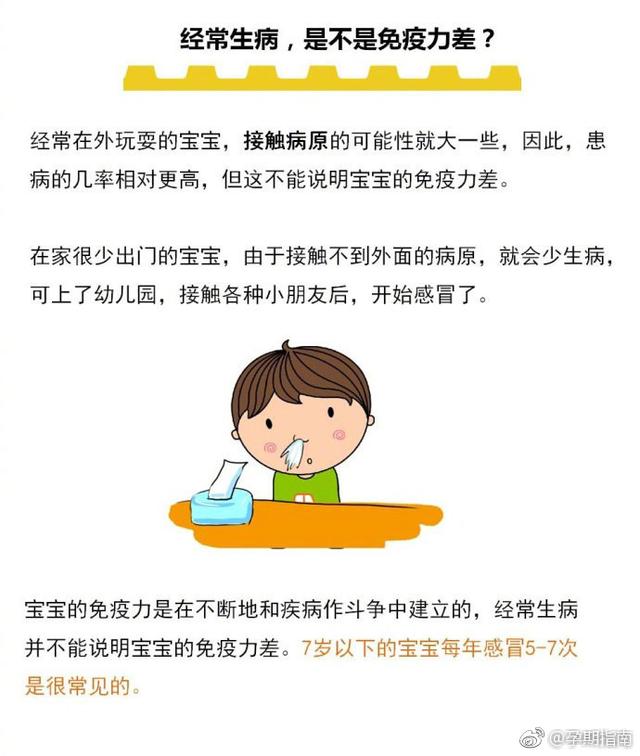 经常生病，是不是免疫力差？
经常在外玩耍的宝宝，接触病原的可能性就大一些，因此，患
病的几率相对更高，但这不能说明宝宝的免疫力差。
在家很少出门的宝宝，由于接触不到外面的病原，就会少生病，
可上了幼儿园，接触各种小朋友后，开始感冒了。
宝宝的免疫力是在不断地和疾病作斗争中建立的，经常生病
并不能说明宝宝的免疫力差。7岁以下的宝宝每年感冒5-7次
是很常见的。
@孕期指南